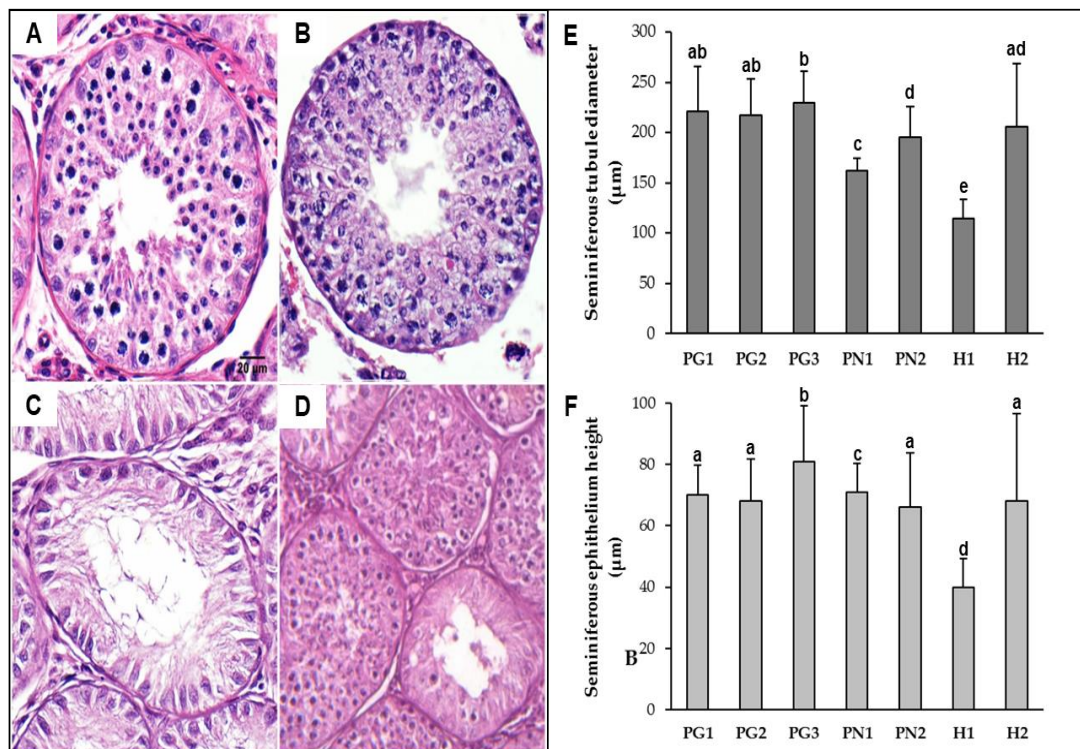 A
B
20 µm
C
D
E
Seminiferous tubule diameter
(µm)
300
250
200
150
100
50
0
ab
ab
b
c
d
e
ad
PG1 PG2 PG3 PN1 PN2 H1 H2
F
Seminiferous ephithelium height
(µm)
100
80
60
40
20
0
a
a
b
c
a
d
a
B
PG1 PG2 PG3 PN1 PN2 H1 H2